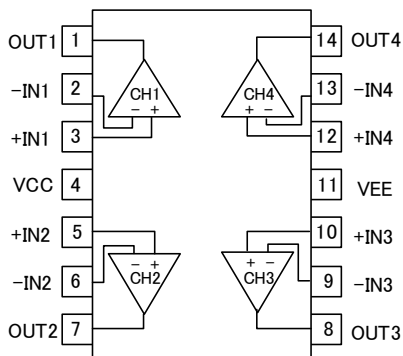 OUT1 1 14 OUT4
−IN1 2 CH1 CH4 13 −IN4
− + + −
+IN1 3 12 +IN4
VCC 4 11 VEE
+IN2 5 10 +IN3
− + + −
−IN2 6 CH2 CH3 9 −IN3
OUT2 7 8 OUT3